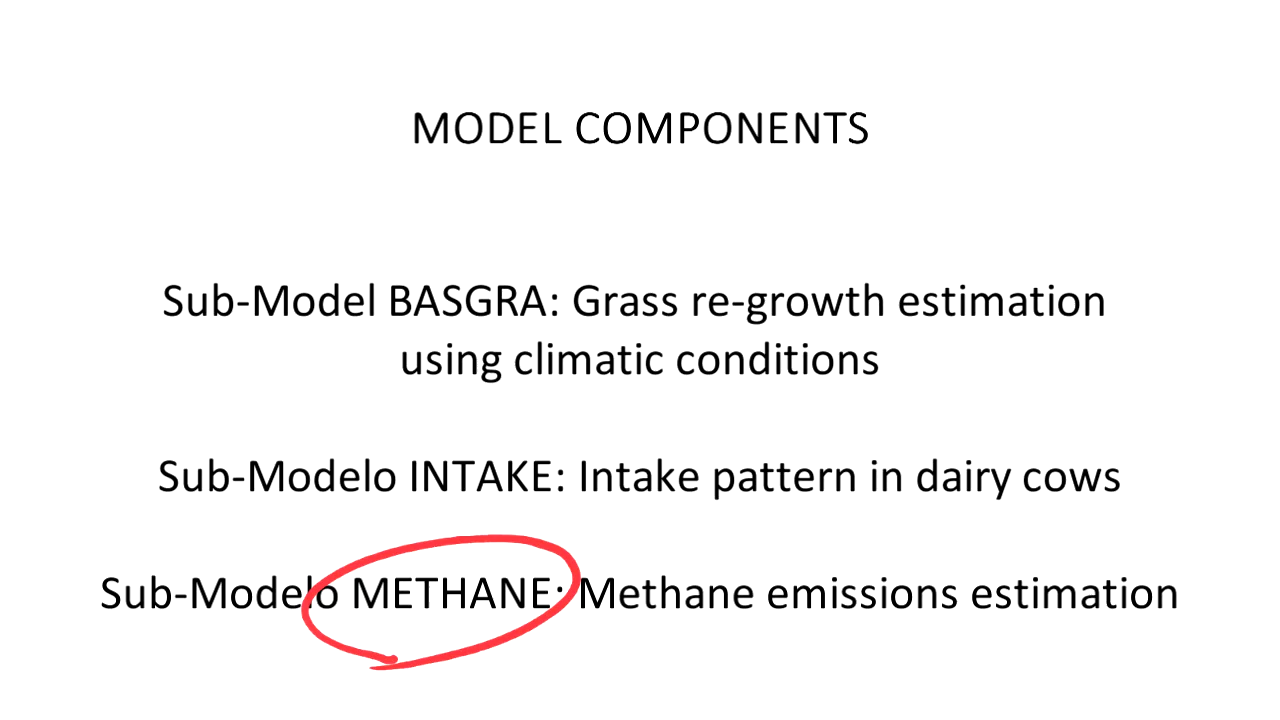 MODEL COMPONENTS
Sub-Model BASGRA: Grass re-growth estimation
using climatic conditions
Sub-Modelo INTAKE: Intake pattern in dairy cows
Sub-Modelo METHANE: Methane emissions estimation